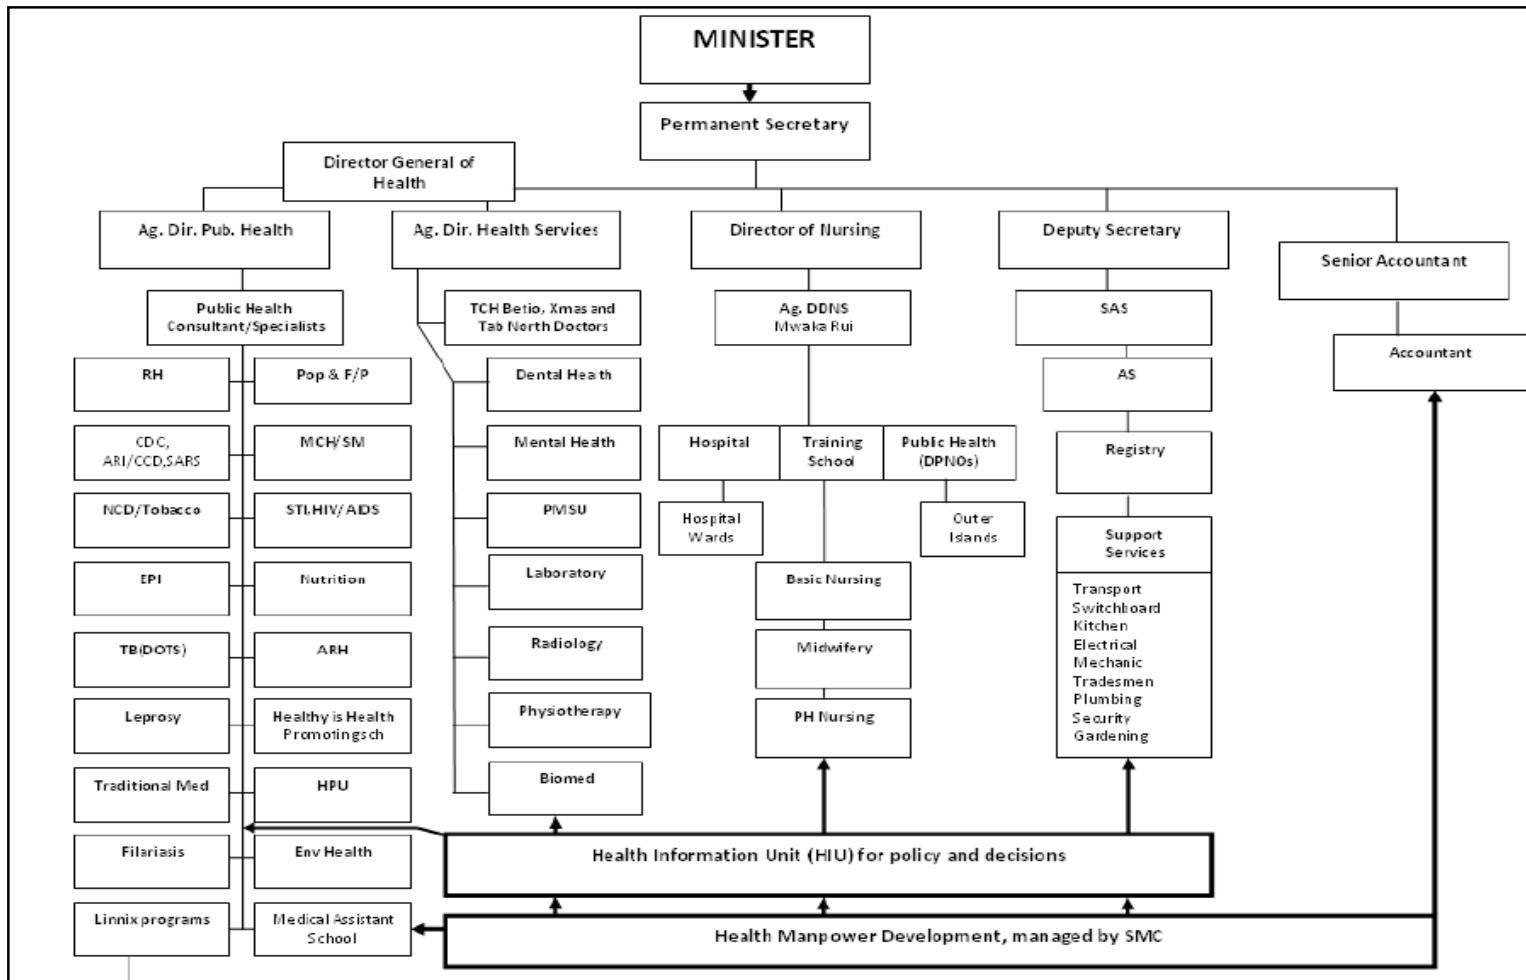 MINISTER
Permanent Secretary
Director General of
Health
Ag. Dir. Pub. Health
Ag. Dir. Health Services
Director of Nursing
Deputy Secretary
Senior Accountant
Public Health
Consultant/Specialists
TCH Betio, Xmas and
Tab North Doctors
Ag. DDNS
Mwaka Rui
SAS
Accountant
RH
Pop & F/P
Dental Health
AS
CDC,
ARI/CCD,SARS
MCH/SM
Mental Health
Hospital
Training
School
Public Health
(DPNOs)
Registry
NCD/Tobacco
STI,HIV/AIDS
PMSU
Hospital
Wards
Outer
Islands
Support
Services
EPI
Nutrition
Laboratory
Basic Nursing
Transport
Switchboard
Kitchen
Electrical
Mechanic
Tradesmen
Plumbing
Security
Gardening
TB(DOTS)
ARH
Radiology
Midwifery
Leprosy
Healthy is Health
Promotingsch
Physiotherapy
PH Nursing
Traditional Med
HPU
Biomed
Filariasis
Env Health
Health Information Unit (HIU) for policy and decisions
Linnix programs
Medical Assistant
School
Health Manpower Development, managed by SMC